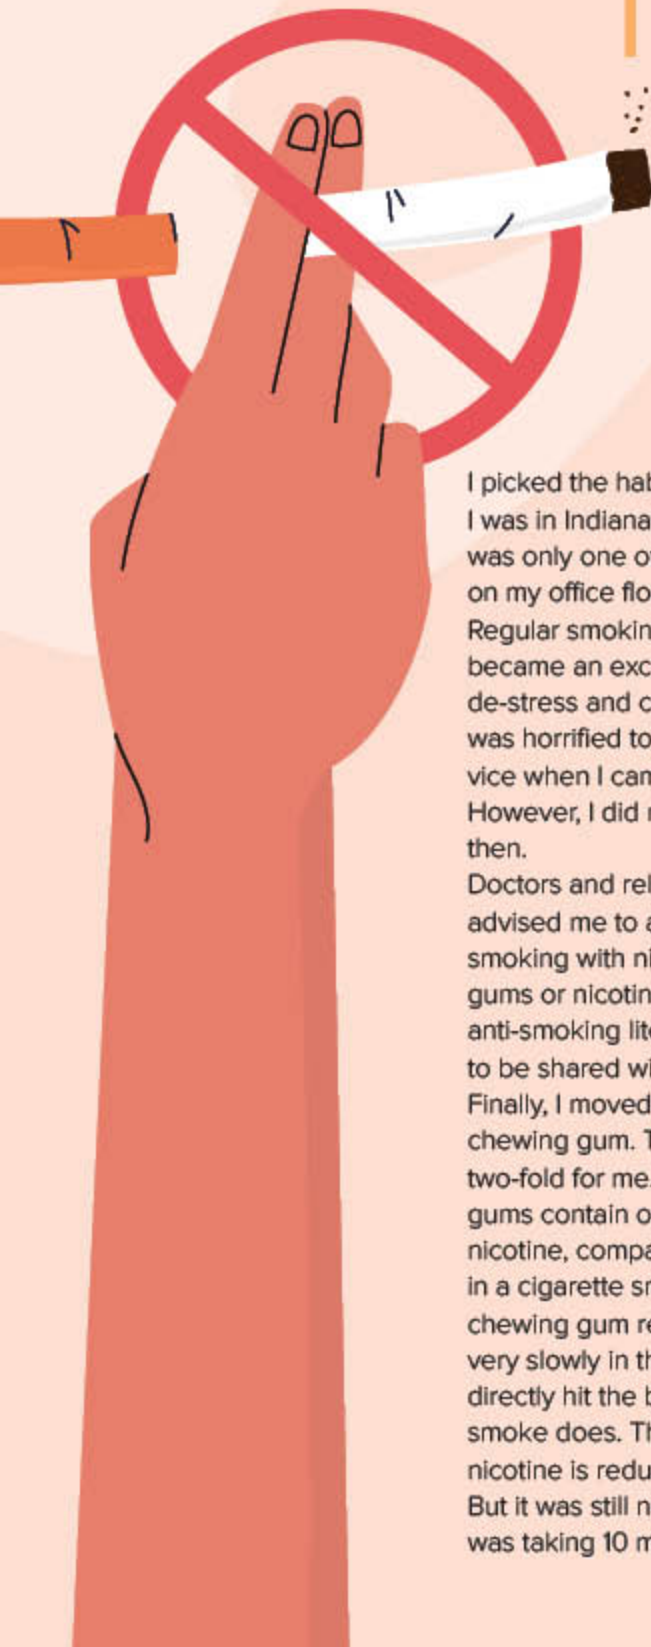 I picked the hab
I was in Indiana
was only one o
on my office flo
Regular smokin
became an exc
de-stress and c
was horrified to
vice when I cam
However, I did
then.
Doctors and rel
advised me to a
smoking with ni
gums or nicotin
anti-smoking lit
to be shared wi
Finally, I moved
chewing gum. T
two-fold for me.
gums contain o
nicotine, compa
in a cigarette s
chewing gum re
very slowly in th
directly hit the b
smoke does. Th
nicotine is redu
But it was still n
was taking 10 m